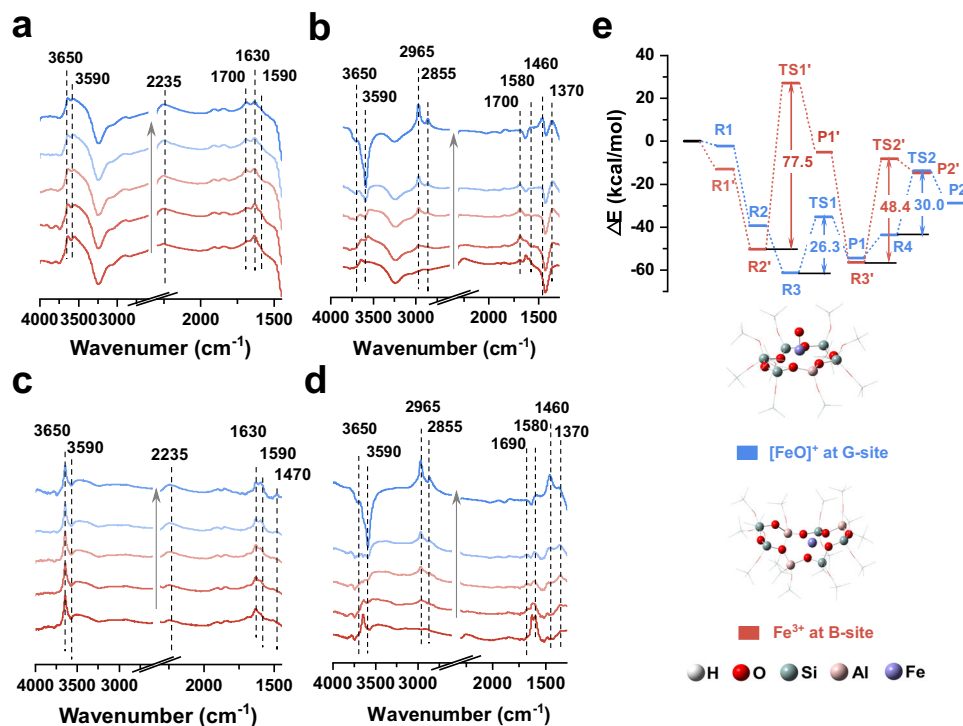 a
3650
3590
2235
1630
1700
1590
4000 3500 3000 2000 1500
Wavenumer (cm⁻¹)
b
2965
3650
2855
3590
1460
1580
1370
1700
4000 3500 3000 2000 1500
Wavenumber (cm⁻¹)
c
3650
3590
2235
1630
1590
1470
4000 3500 3000 2000 1500
Wavenumber (cm⁻¹)
d
2965
3650
2855
3590
1460
1580
1370
1690
4000 3500 3000 2000 1500
Wavenumber (cm⁻¹)
e
ΔE (kcal/mol)
40
20
0
-20
-40
-60
R1
R1'
R2
R2'
R3
TS1'
77.5
TS1
26.3
P1'
P1
R3'
TS2'
48.4
R4
TS2
30.0
P2'
P2
[FeO]⁺ at G-site
Fe³⁺ at B-site
H O Si Al Fe